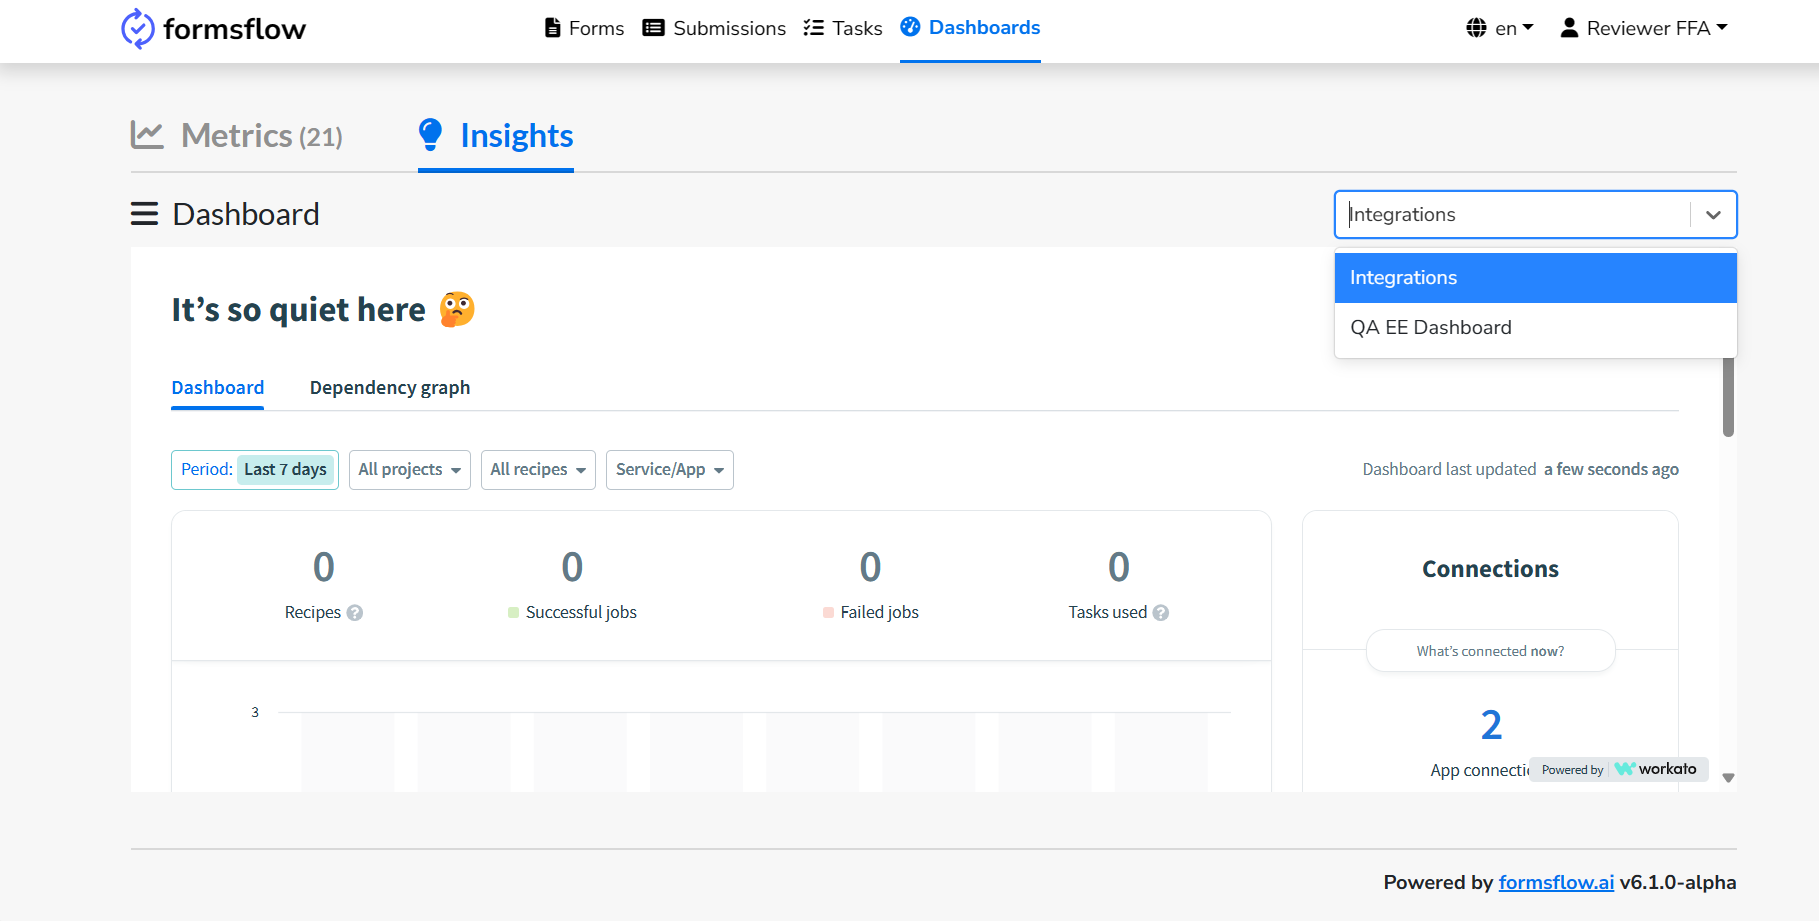 formsflow Forms Submissions Tasks Dashboards en Reviewer FFA
Metrics (21) Insights
Dashboard Integrations
Integrations
QA EE Dashboard
It’s so quiet here 🤔
Dashboard Dependency graph
Period: Last 7 days All projects All recipes Service/App Dashboard last updated a few seconds ago
0 0 0 0
Recipes ? Successful jobs Failed jobs Tasks used ?
Connections
What’s connected now?
3
2
App Powered by workato
Powered by formsflow.ai v6.1.0-alpha